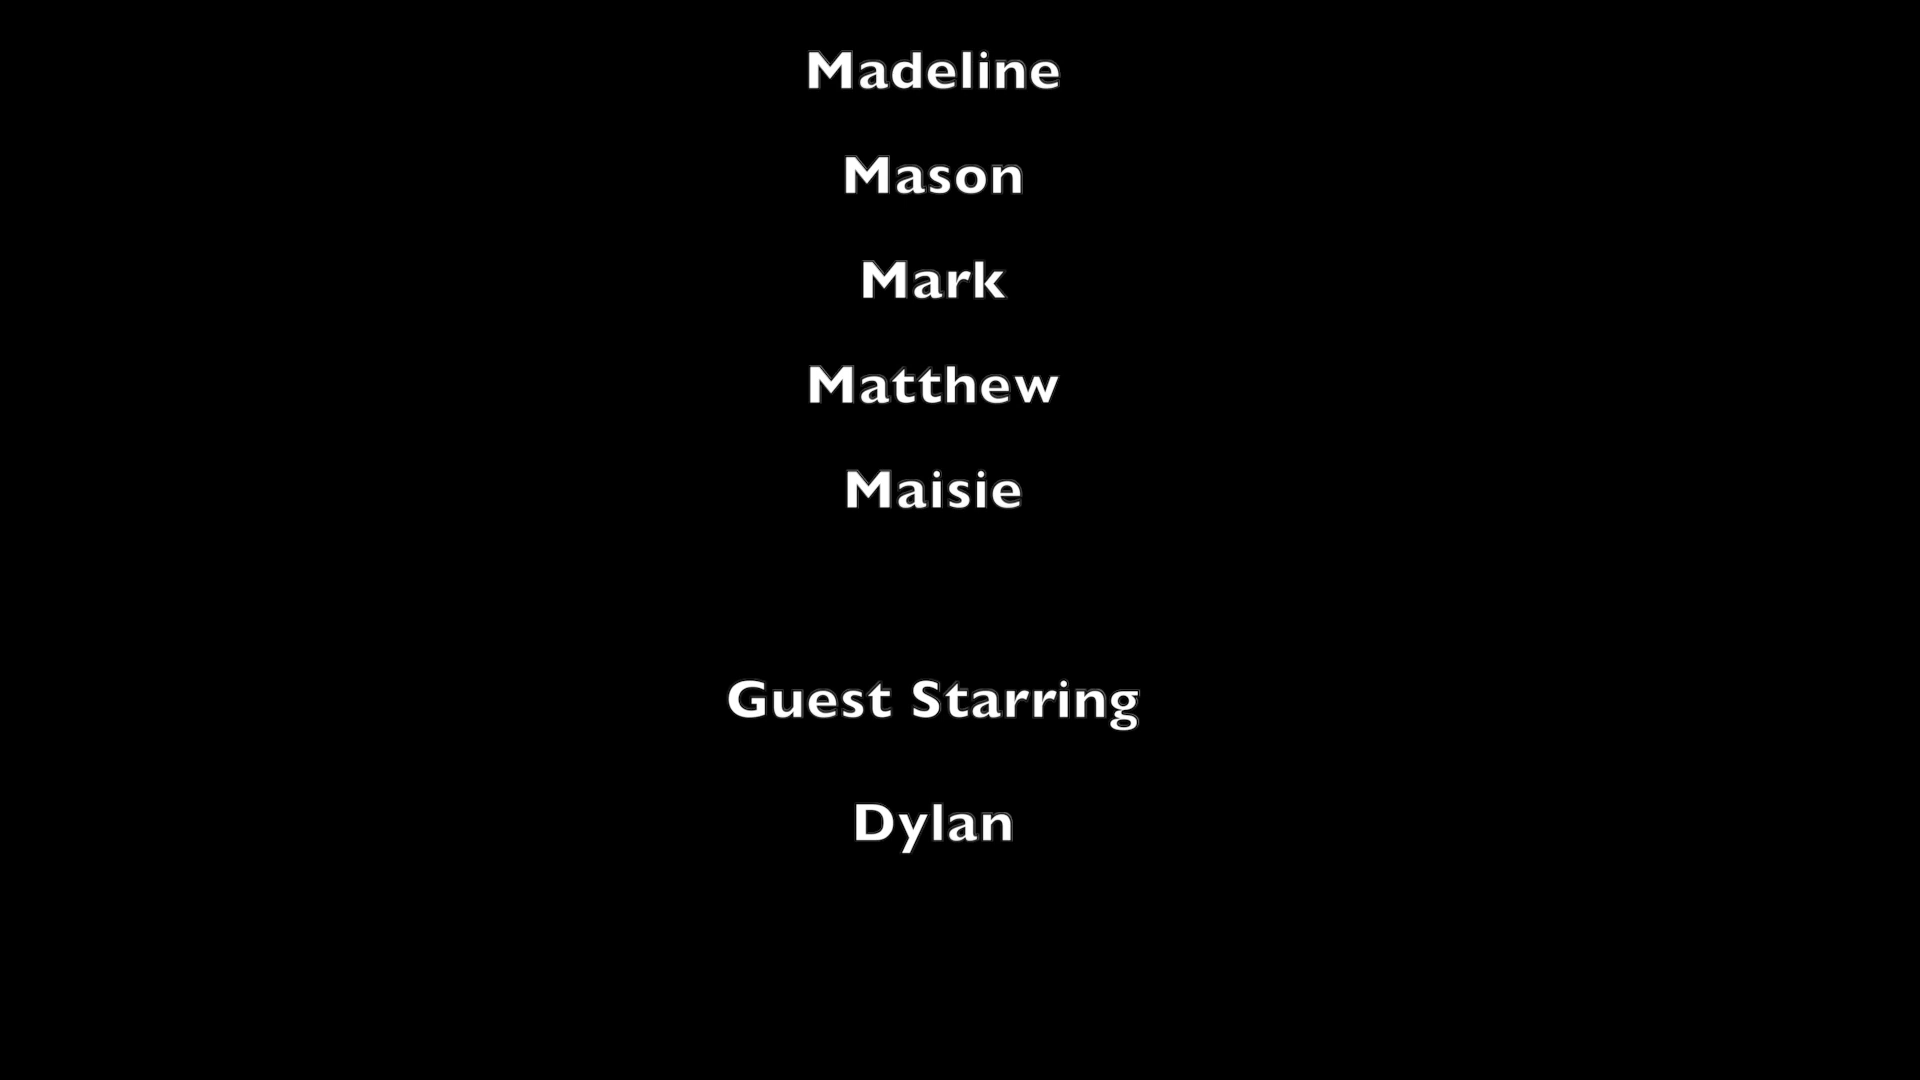 Madeline
Mason
Mark
Matthew
Maisie
Guest Starring
Dylan